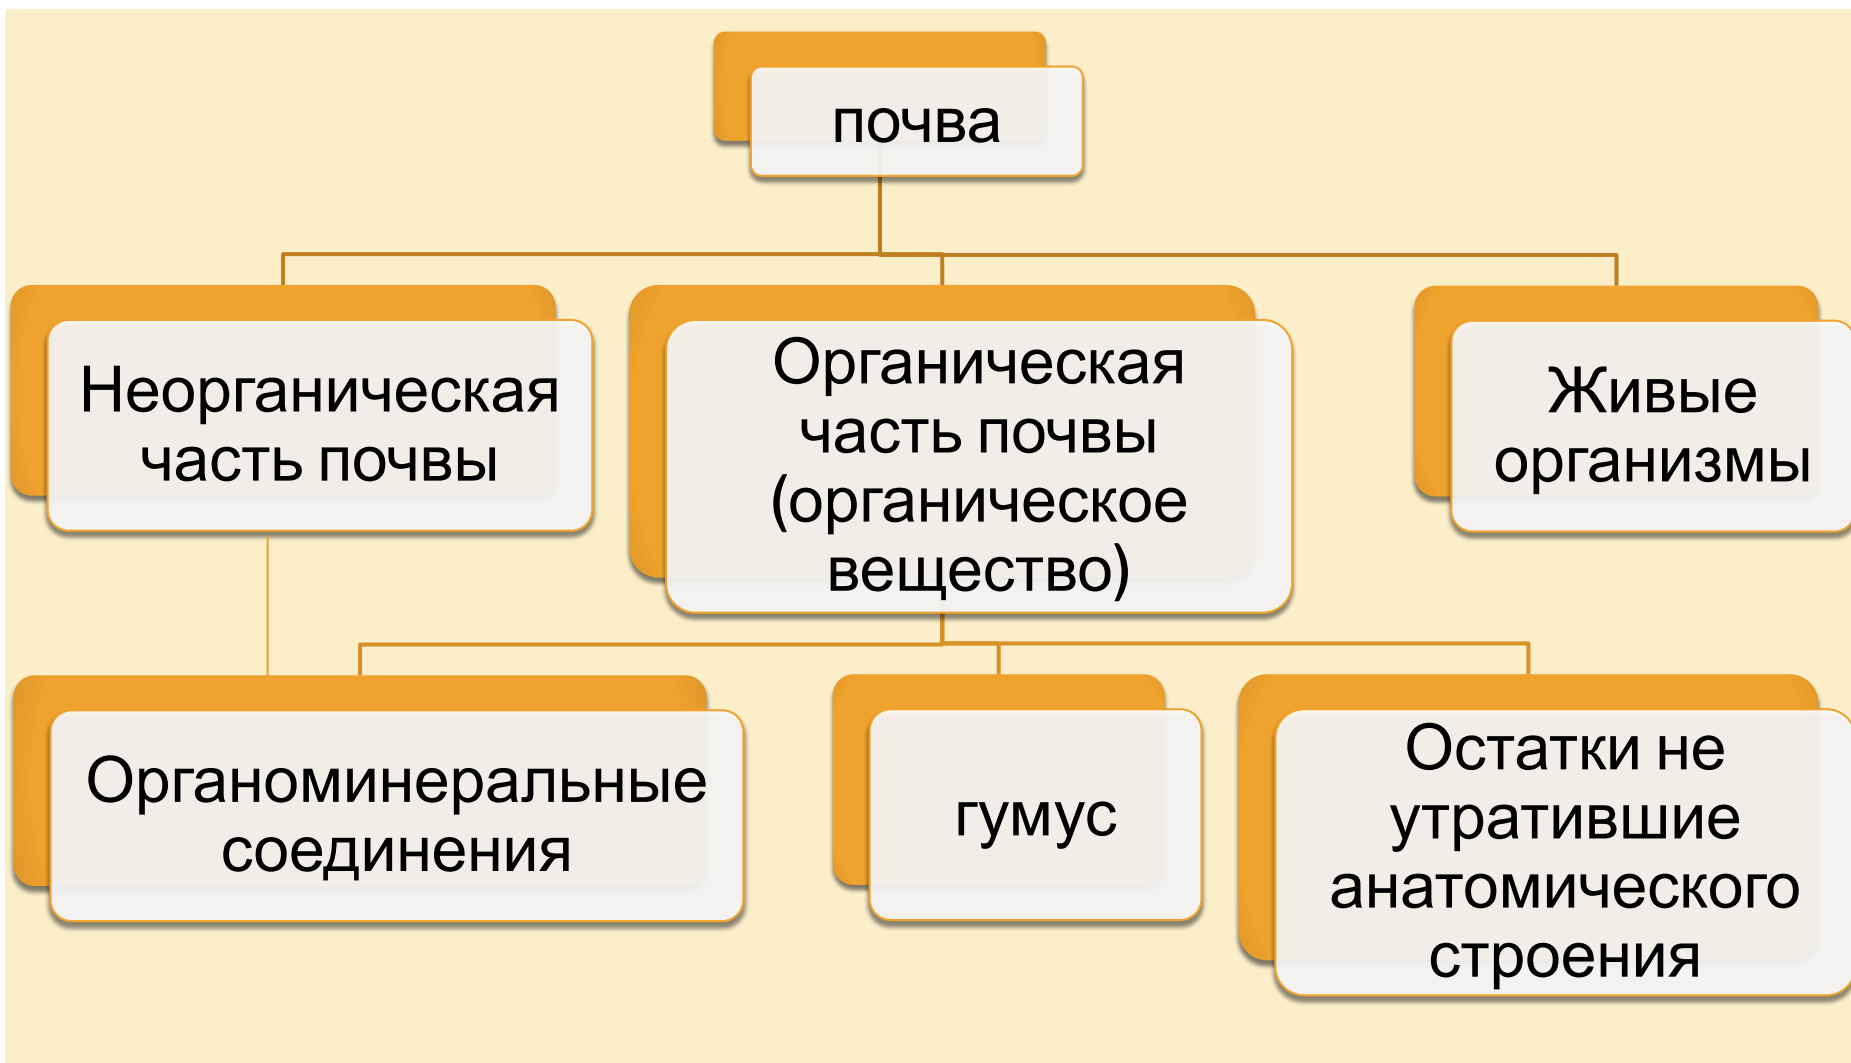 почва
Неорганическая
часть почвы
Органическая
часть почвы
(органическое
вещество)
Живые
организмы
Органоминеральные
соединения
гумус
Остатки не
утратившие
анатомического
строения